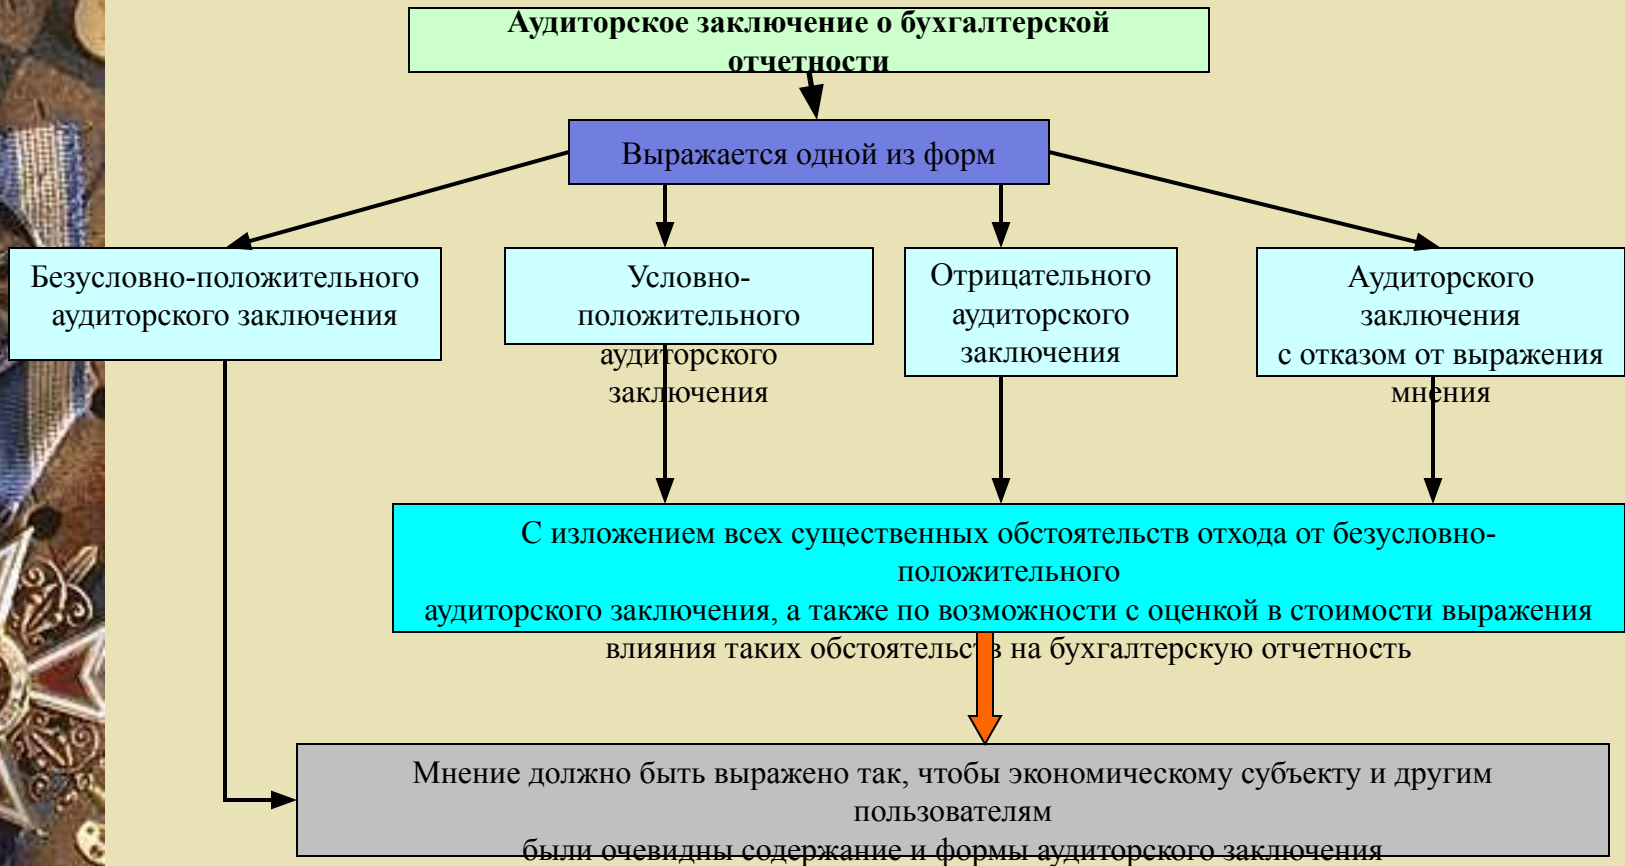 Аудиторское заключение о бухгалтерской
отчетности
Выражается одной из форм
Безусловно-положительного
аудиторского заключения
Условно-
положительного
аудиторского
заключения
Отрицательного
аудиторского
заключения
Аудиторского
заключения
с отказом от выражения
мнения
С изложением всех существенных обстоятельств отхода от безусловно-
положительного
аудиторского заключения, а также по возможности с оценкой в стоимости выражения
влияния таких обстоятельств на бухгалтерскую отчетность
Мнение должно быть выражено так, чтобы экономическому субъекту и другим
пользователям
были очевидны содержание и формы аудиторского заключения